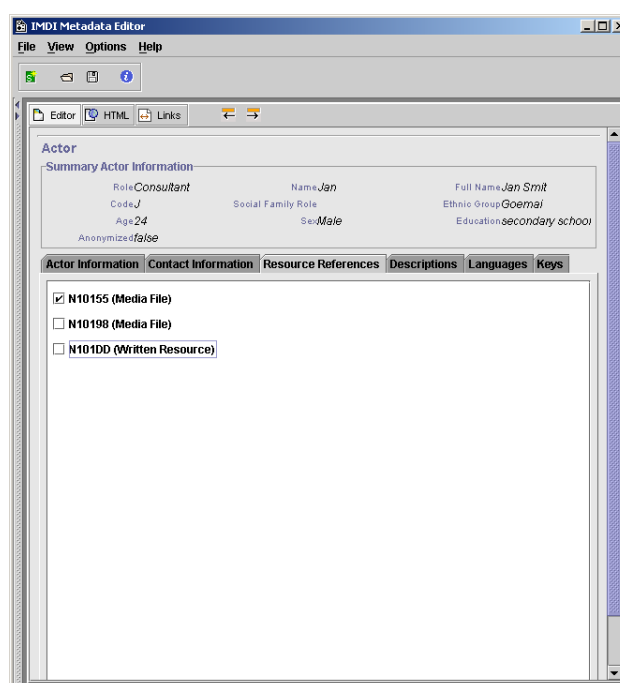 IMDI Metadata Editor
File View Options Help
Editor HTML Links
Actor
Summary Actor Information
Role Consultant Name Jan Full Name Jan Smit
Code J Social Family Role Ethnic Group Goemai
Age 24 Sex Male Education secondary school
Anonymized false
Actor Information Contact Information Resource References Descriptions Languages Keys
N10155 (Media File)
N10198 (Media File)
N101DD (Written Resource)